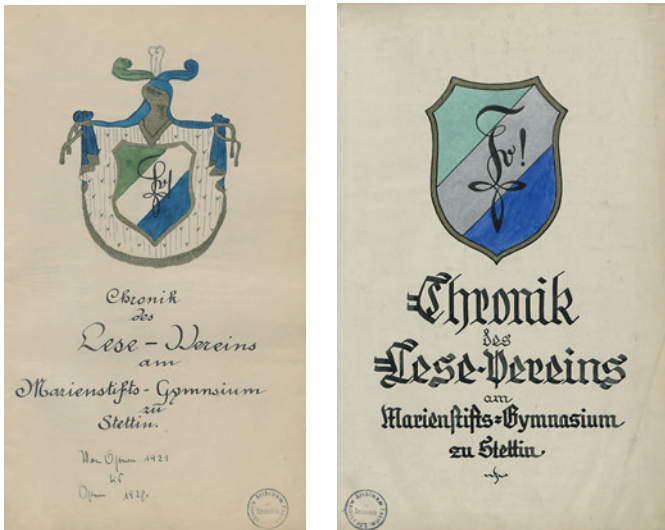 Fv!
Chronik
des
Lese-Vereins
am
Marienstifts-Gymnasium
zu
Stettin.
Von Ostern 1921
bis
Ostern 1928.
Fv!
Chronik
des
Lese-Vereins
am
Marienstifts-Gymnasium
zu Stettin